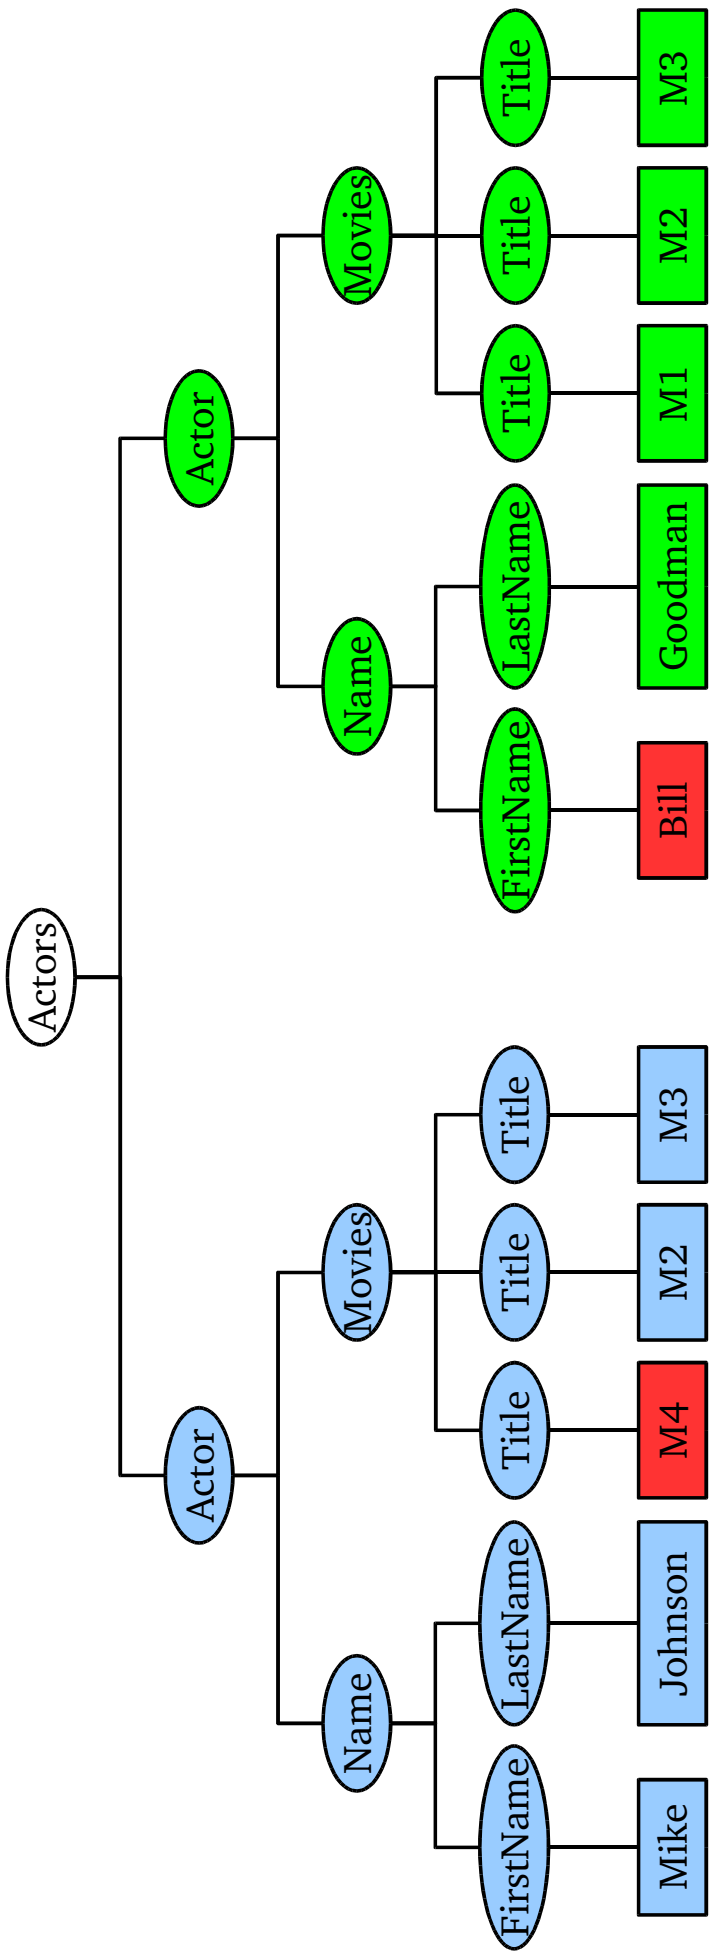 Actors
Actor
Actor
Name
Movies
Name
Movies
FirstName
LastName
Title
Title
Title
FirstName
LastName
Title
Title
Title
Mike
Johnson
M4
M2
M3
Bill
Goodman
M1
M2
M3